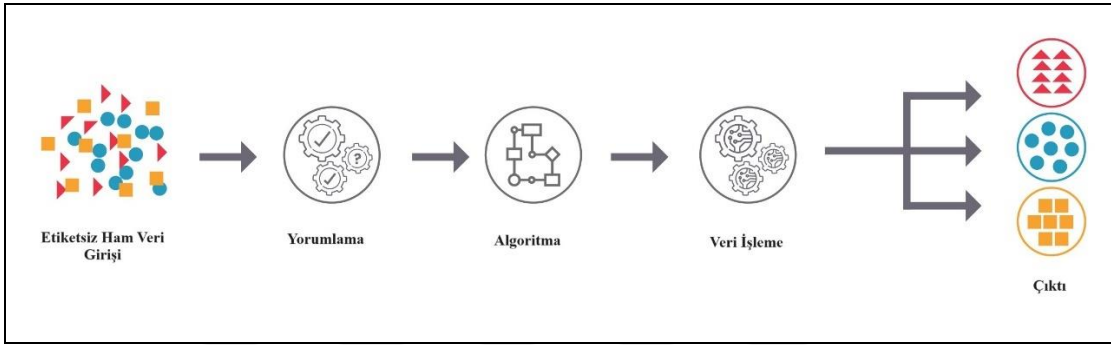 Etiketsiz Ham Veri
Girişi
Yorumlama
?
Algoritma
Veri İşleme
Çıktı